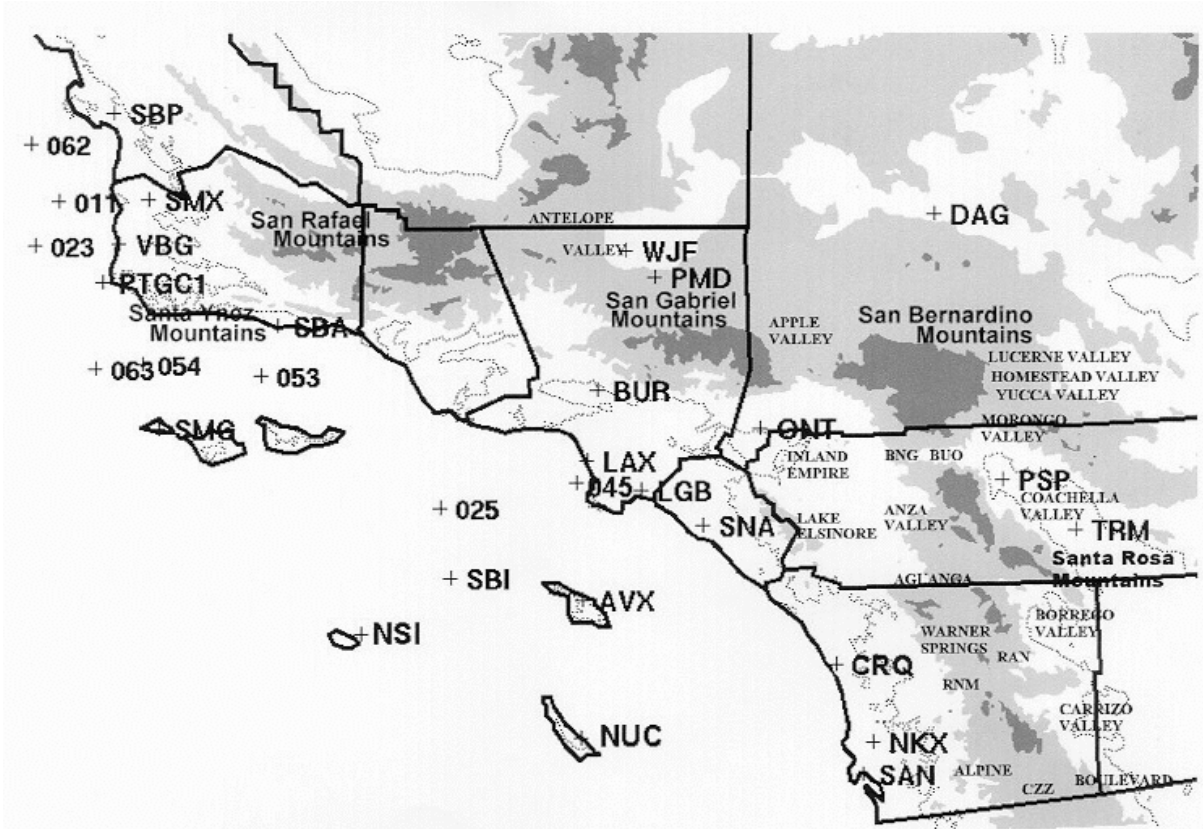 SBP
062
011
SMX
San Rafael
Mountains
ANTELOPE
VALLEY
WJF
DAG
023
VBG
PMD
PTGC1
San Gabriel
Mountains
Santa Ynez
Mountains
SBA
APPLE
VALLEY
San Bernardino
Mountains
LUCERNE VALLEY
HOMESTEAD VALLEY
YUCCA VALLEY
063
054
053
BUR
SMG
ONT
MORONGO
VALLEY
INLAND
EMPIRE
BNG
BUO
LAX
045
LGB
PSP
COACHELLA
VALLEY
025
SNA
LAKE
ELSINORE
ANZA
VALLEY
TRM
Santa Rosa
Mountains
SBI
AVX
AGUANGA
NSI
BORREGO
VALLEY
WARNER
SPRINGS
RAN
CRQ
RNM
NUC
CARRIZO
VALLEY
NKX
SAN
ALPINE
CZZ
BOULEVARD